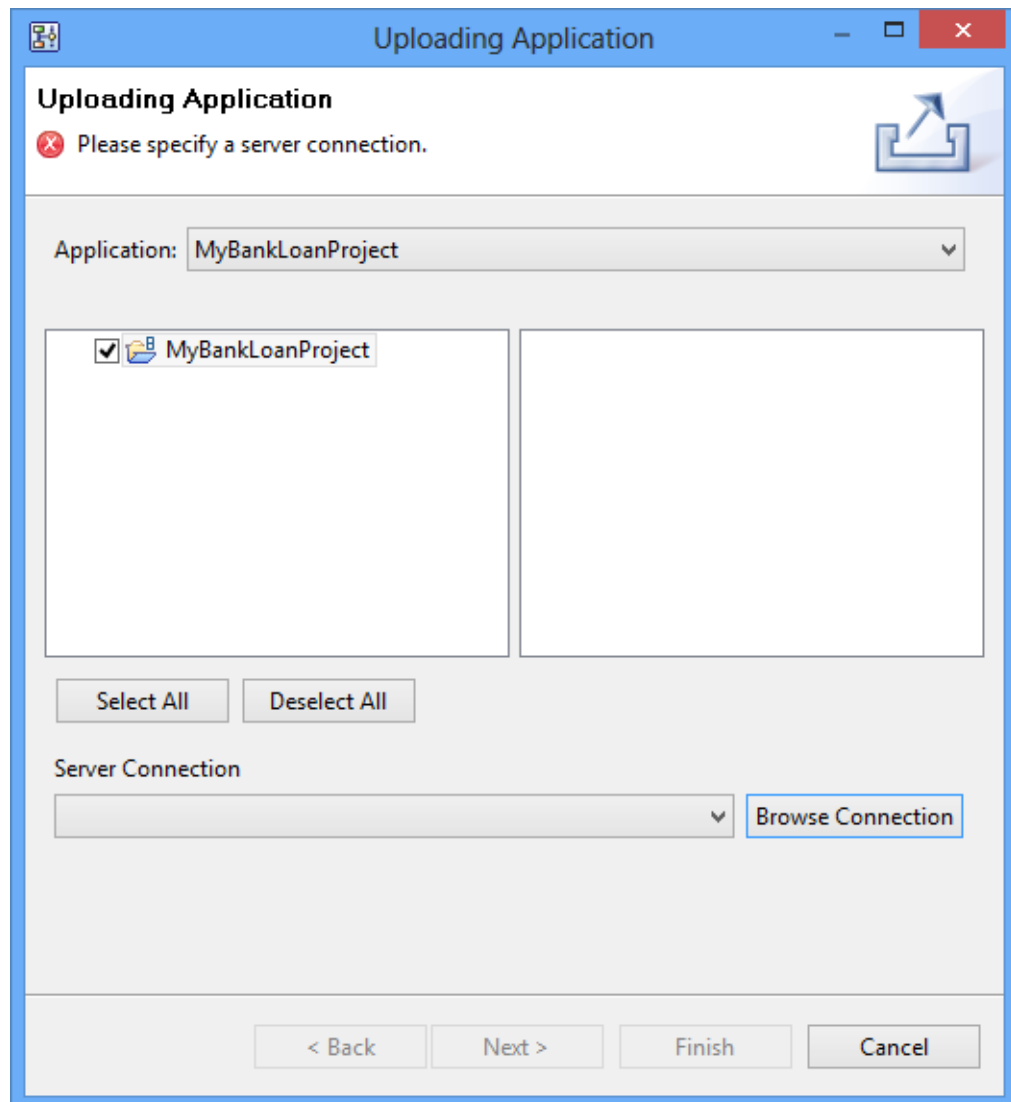 Uploading Application
Uploading Application
Please specify a server connection.
Application: MyBankLoanProject
MyBankLoanProject
Select All Deselect All
Server Connection
Browse Connection
< Back Next > Finish Cancel